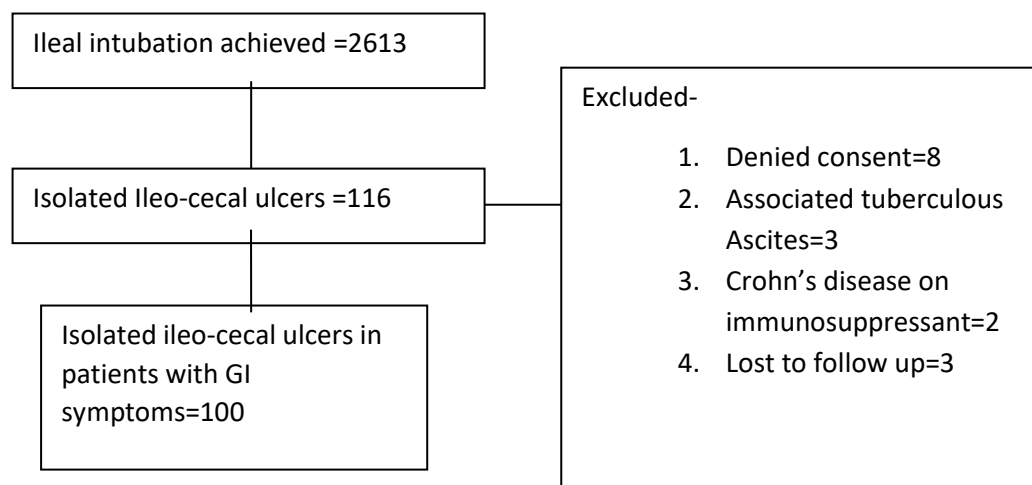 Ileal intubation achieved =2613
Isolated Ileo-cecal ulcers =116
Isolated ileo-cecal ulcers in
patients with GI
symptoms=100
Excluded-
1. Denied consent=8
2. Associated tuberculous
Ascites=3
3. Crohn’s disease on
immunosuppressant=2
4. Lost to follow up=3